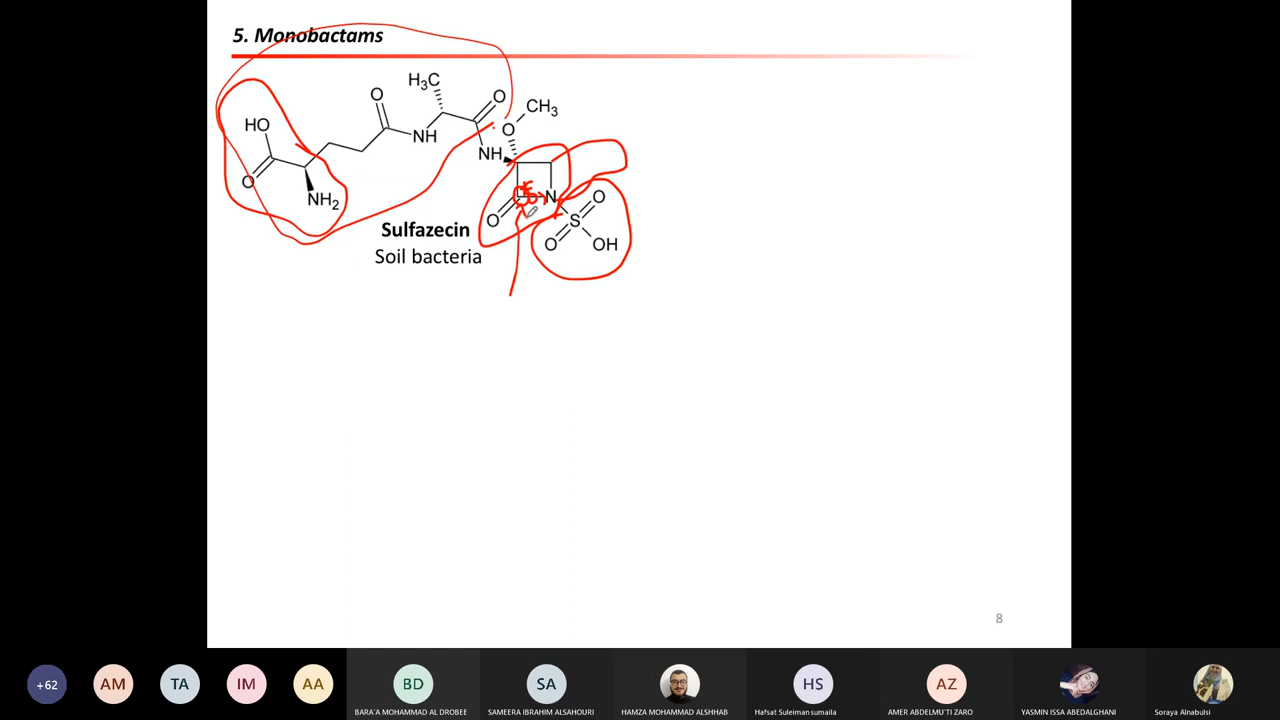 5. Monobactams
H₃C
O
O
CH₃
HO
O
NH
NH
O
NH₂
N
O
O
S
Sulfazecin
O
OH
Soil bacteria
8
+62
AM
TA
IM
AA
BD
SA
HS
AZ
BARA'A MOHAMMAD AL DROBEE
SAMEERA IBRAHIM ALSAHOURI
HAMZA MOHAMMAD ALSHHAB
Hafsat Suleimansumaila
AMER ABDELMU'TI ZARO
YASMIN ISSA ABEDALGHANI
Soraya Alnabulsi